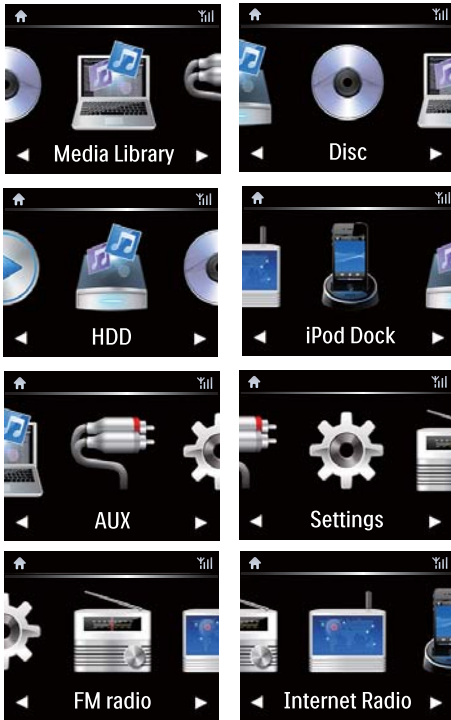 Media Library
Disc
HDD
iPod Dock
AUX
Settings
FM radio
Internet Radio